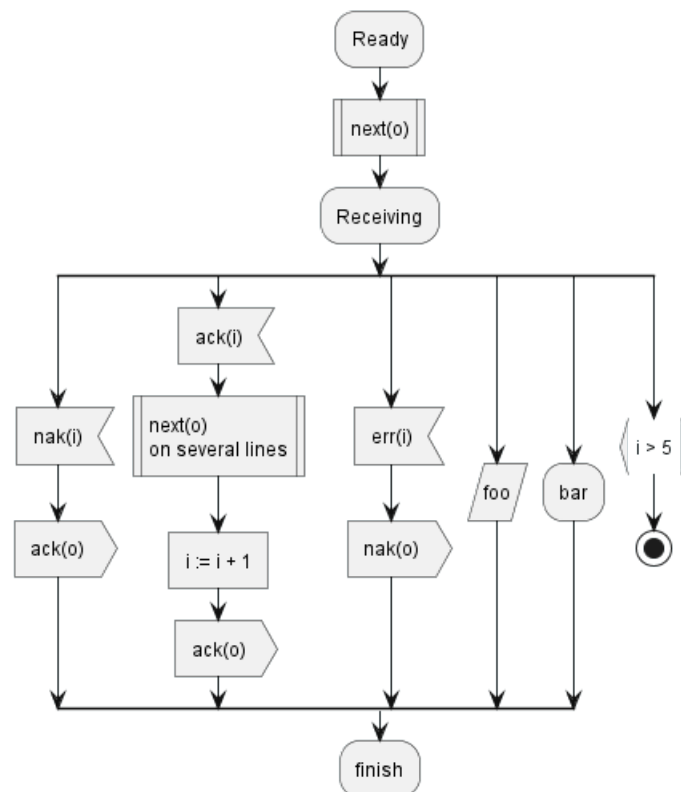 Ready
next(o)
Receiving
ack(i)
nak(i)
next(o)
on several lines
err(i)
i > 5
foo
bar
ack(o)
i := i + 1
nak(o)
ack(o)
finish